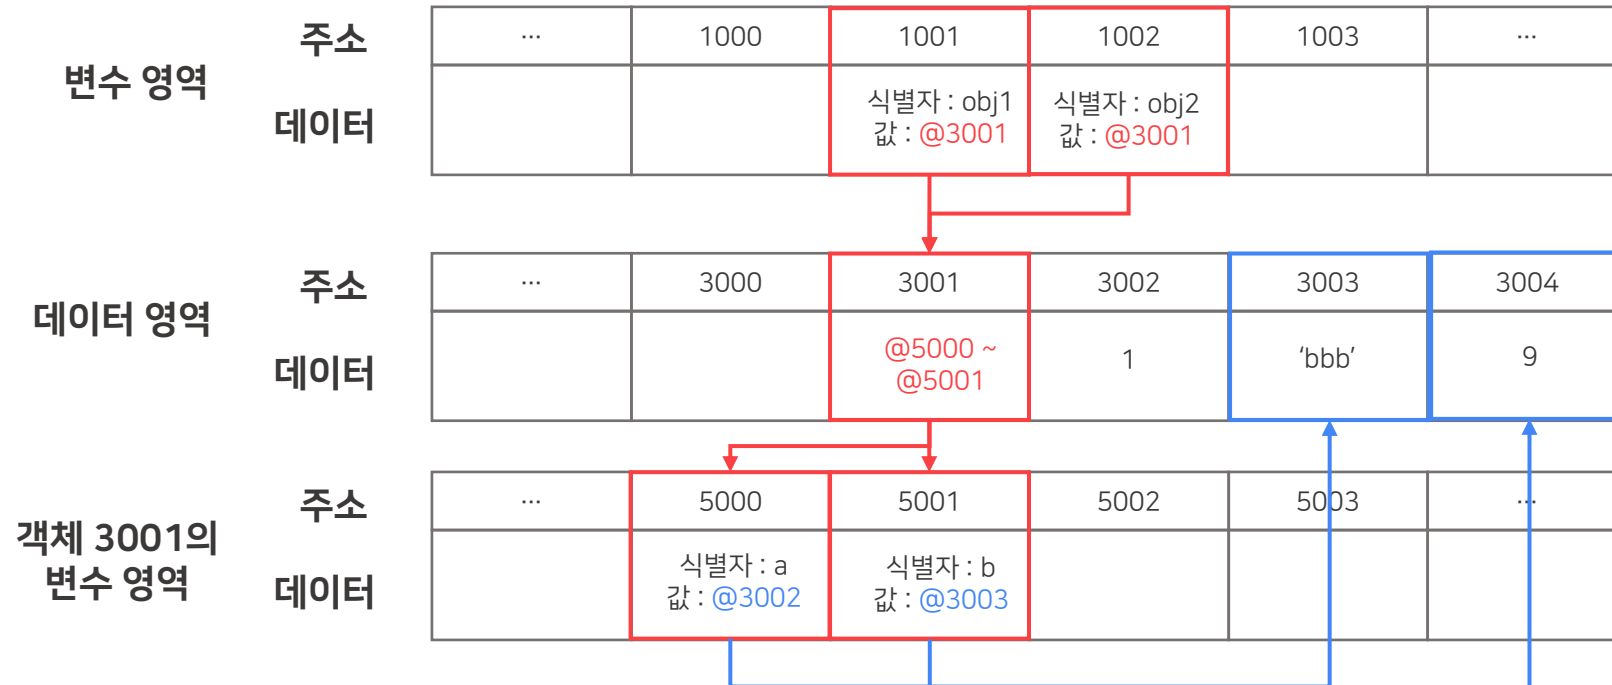 변수 영역
주소
… 1000 1001 1002 1003 …
데이터
식별자 : obj1
값 : @3001
식별자 : obj2
값 : @3001
데이터 영역
주소
… 3000 3001 3002 3003 3004
데이터
@5000 ~
@5001
1
‘bbb’
9
객체 3001의
변수 영역
주소
… 5000 5001 5002 5003 …
데이터
식별자 : a
값 : @3002
식별자 : b
값 : @3003